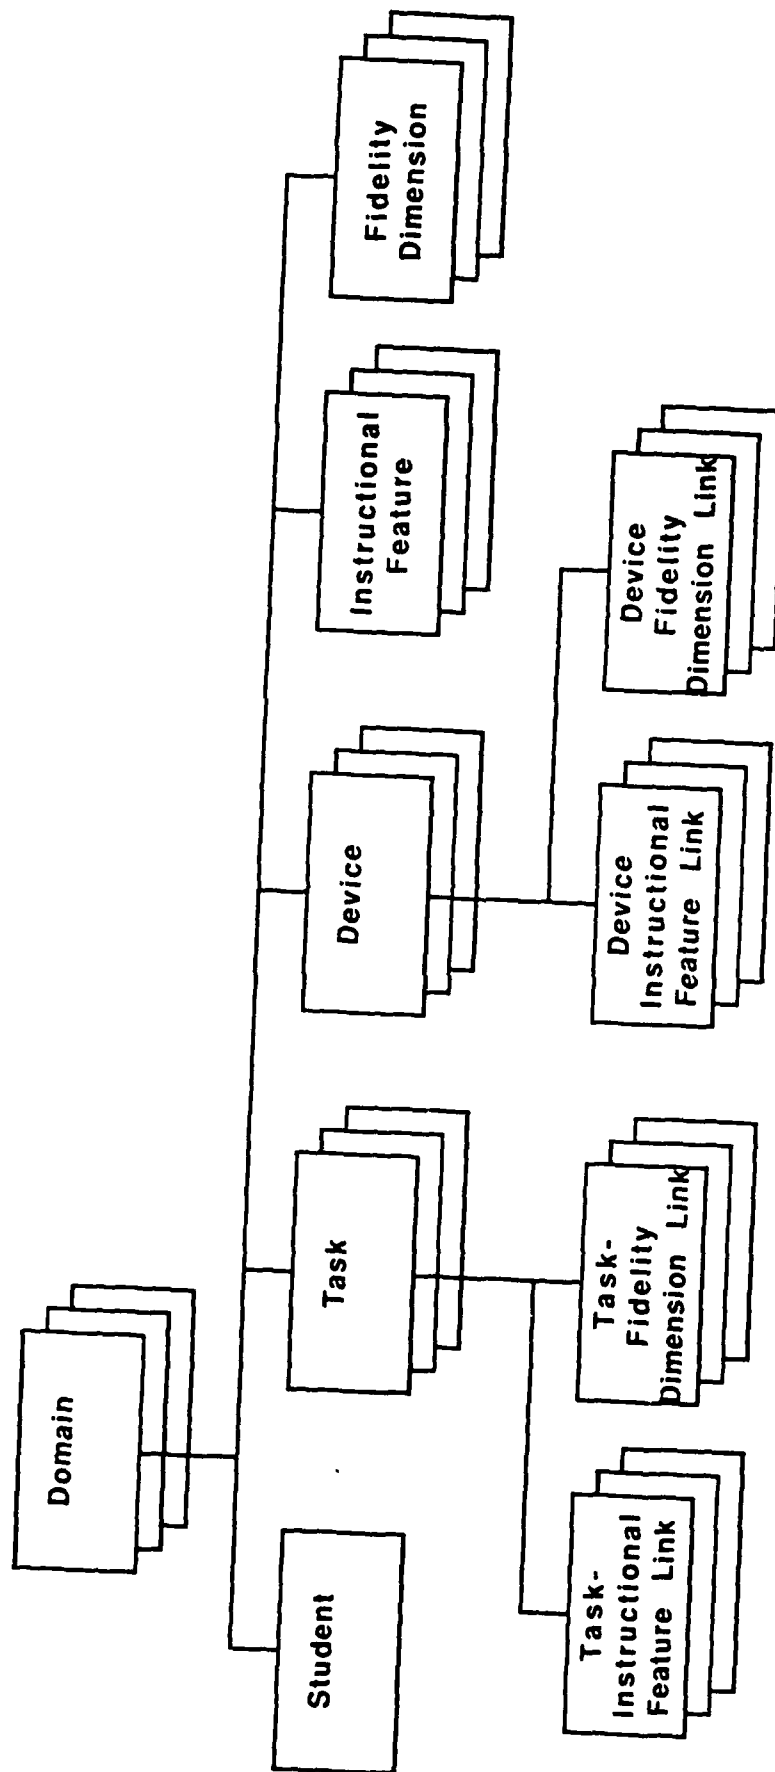 Domain
Student
Task
Device
Instructional
Feature
Fidelity
Dimension
Task-
Instructional
Feature Link
Task-
Fidelity
Dimension Link
Device
Instructional
Feature Link
Device
Fidelity
Dimension Link